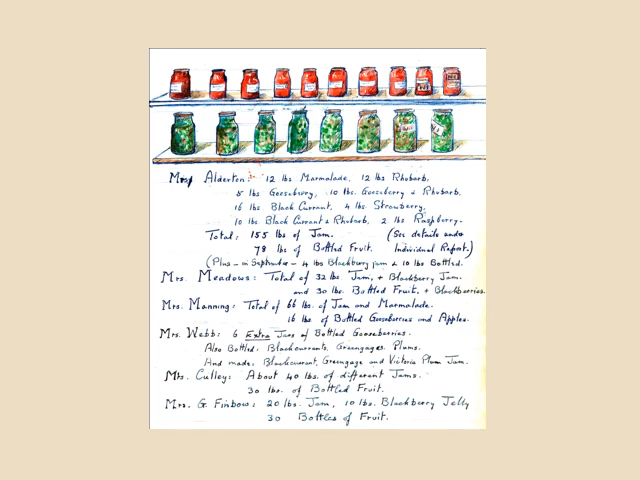 Mrs Alderten: 12 lbs Marmalade, 12 lbs Rhubarb,
5 lbs Gooseberry, 10 lbs. Gooseberry & Rhubarb.
16 lbs Black Currant, 4 lbs Strawberry,
10 lbs Black Currant & Rhubarb, 2 lbs Raspberry-
Total: 155 lbs of Jam. (See details under
78 lbs of Bottled Fruit. Individual Report.)
(Plus - in September - 4 lbs Blackberry jam & 10 lbs Bottled.
Mrs. Meadows: Total of 32 lbs Jam, + Blackberry Jam.
and 30 lbs. Bottled Fruit. + Blackberries.
Mrs. Manning: Total of 66 lbs. of Jam and Marmalade.
16 lbs of Bottled Gooseberries and Apples.
Mrs. Webb: 6 Extra Jars of Bottled Gooseberries.
Also Bottled: Blackcurrants, Greengages, Plums.
And made: Blackcurrant, Greengage and Victoria Plum Jam.
Mrs. Culley: About 40 lbs. of different Jams.
30 lbs. of Bottled Fruit.
Mrs. G. Finbow: 20 lbs. Jam, 10 lbs. Blackberry Jelly
30 Bottles of Fruit.